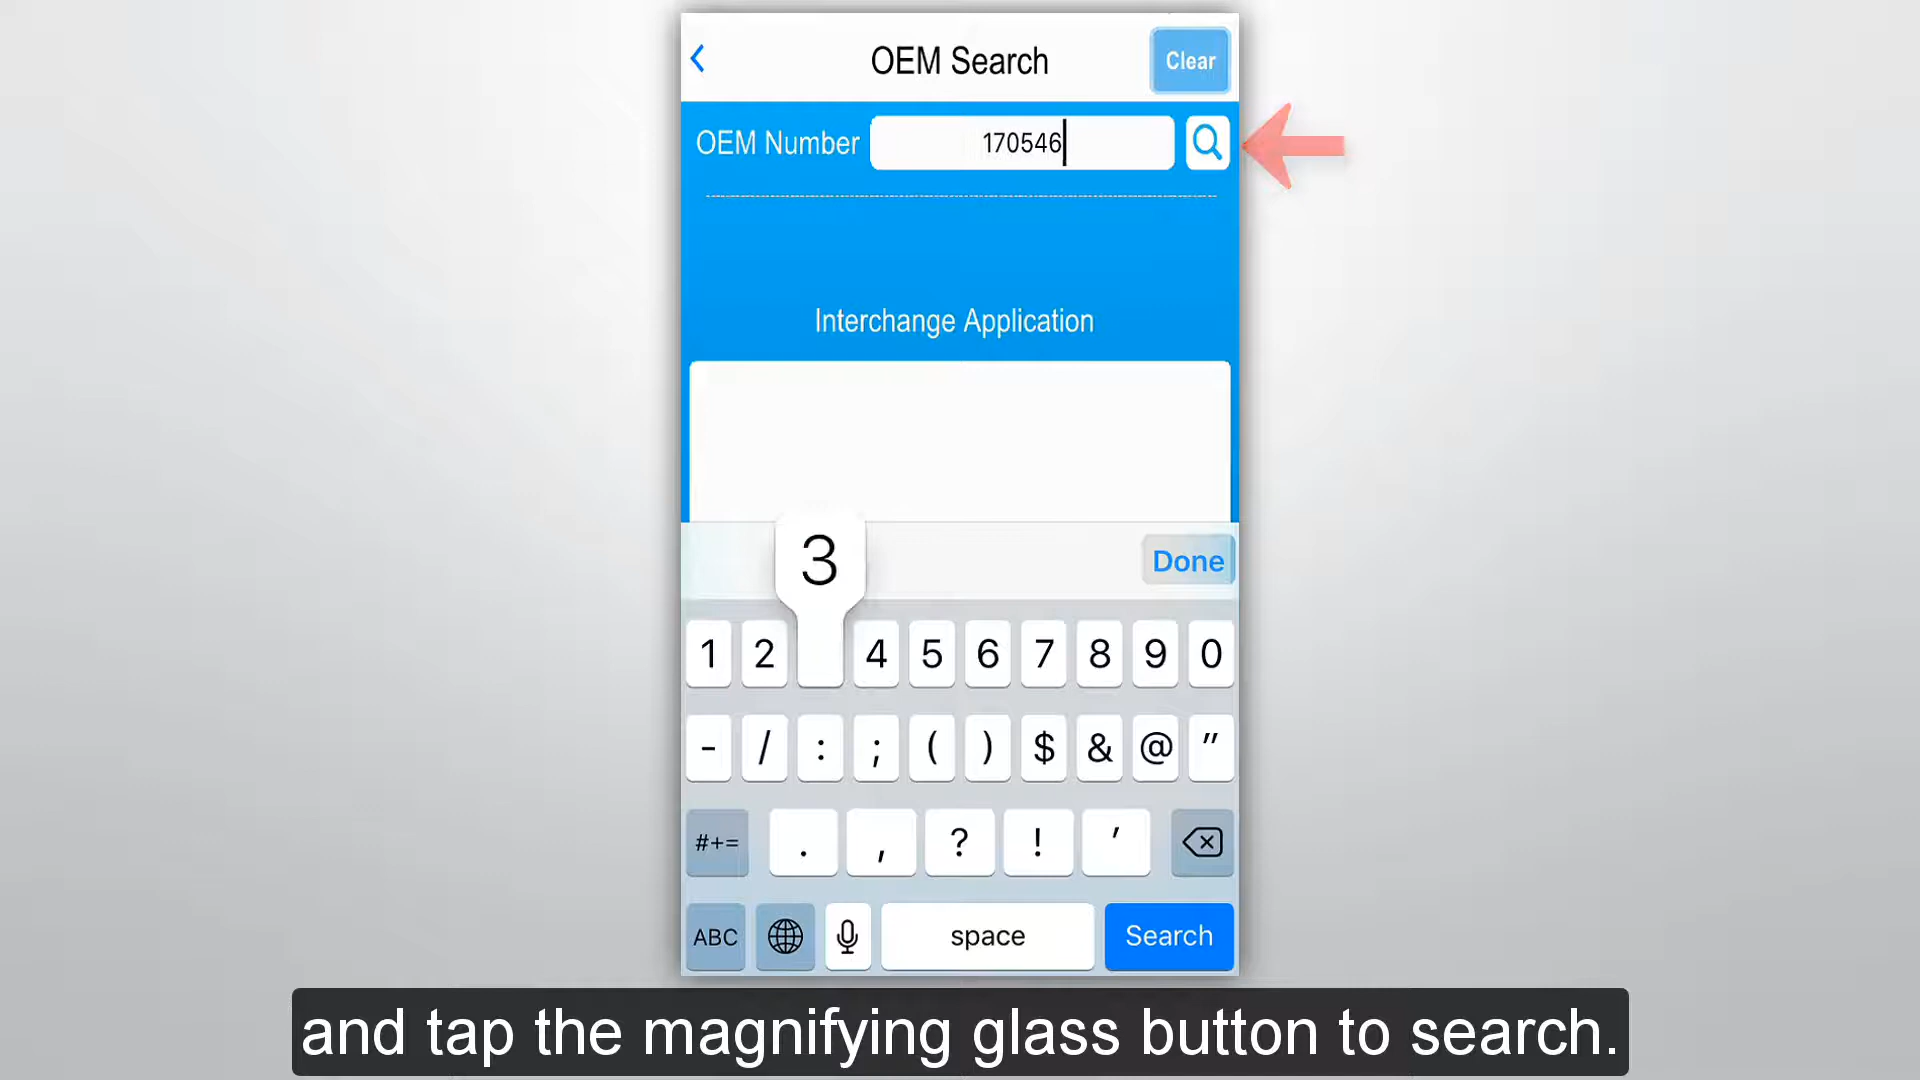 OEM Search
Clear
OEM Number
170546
Interchange Application
3
Done
1 2 4 5 6 7 8 9 0
- / : ; ( ) $ & @ "
#+= . , ? ! '
ABC space Search
and tap the magnifying glass button to search.